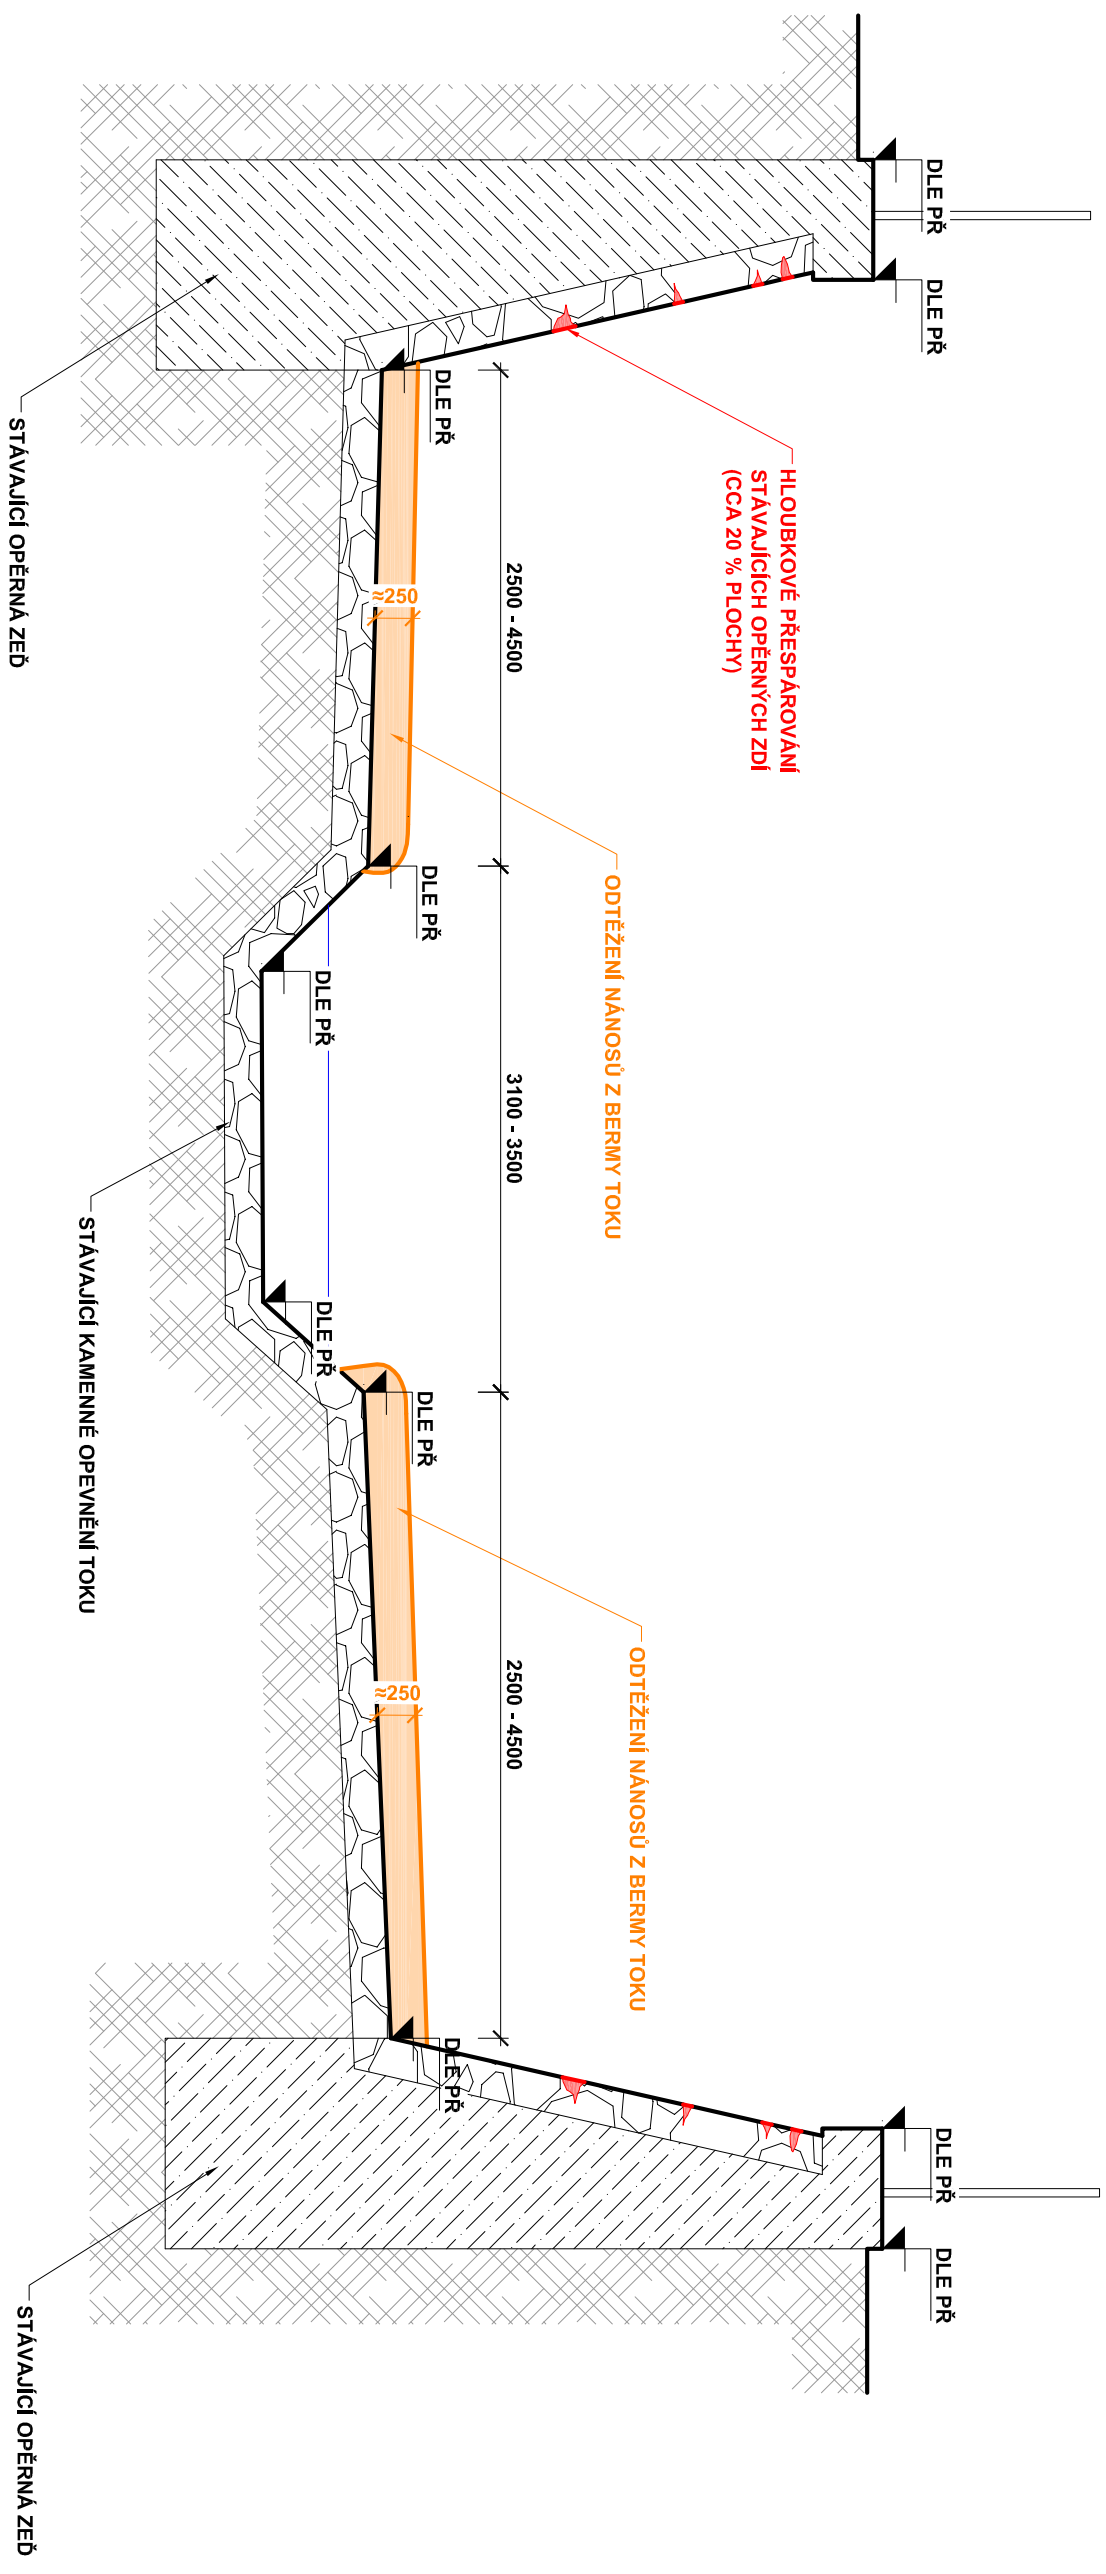 DLE PŘ
DLE PŘ
DLE PŘ
DLE PŘ
HLOUBKOVÉ PŘESPÁROVÁNÍ
STÁVAJÍCÍCH OPĚRNÝCH ZDÍ
(CCA 20 % PLOCHY)
ODTĚŽENÍ NÁNOSŮ Z BERMY TOKU
ODTĚŽENÍ NÁNOSŮ Z BERMY TOKU
2500 - 4500
3100 - 3500
2500 - 4500
DLE PŘ
DLE PŘ
DLE PŘ
DLE PŘ
≈250
≈250
DLE PŘ
DLE PŘ
STÁVAJÍCÍ KAMENNÉ OPEVNĚNÍ TOKU
STÁVAJÍCÍ OPĚRNÁ ZEĎ
STÁVAJÍCÍ OPĚRNÁ ZEĎ